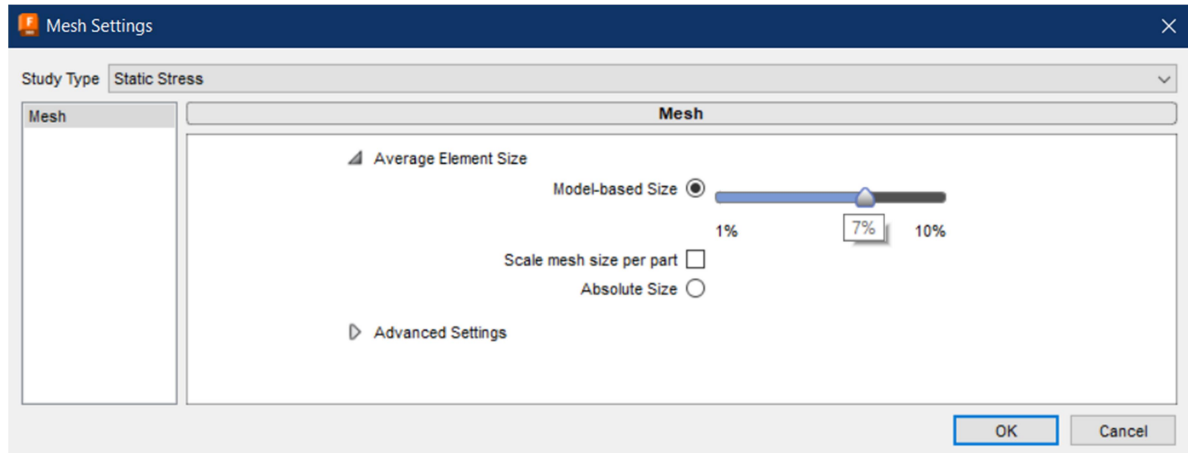 Mesh Settings
Study Type Static Stress
Mesh
Mesh
Average Element Size
Model-based Size
1% 7% 10%
Scale mesh size per part
Absolute Size
Advanced Settings
OK Cancel